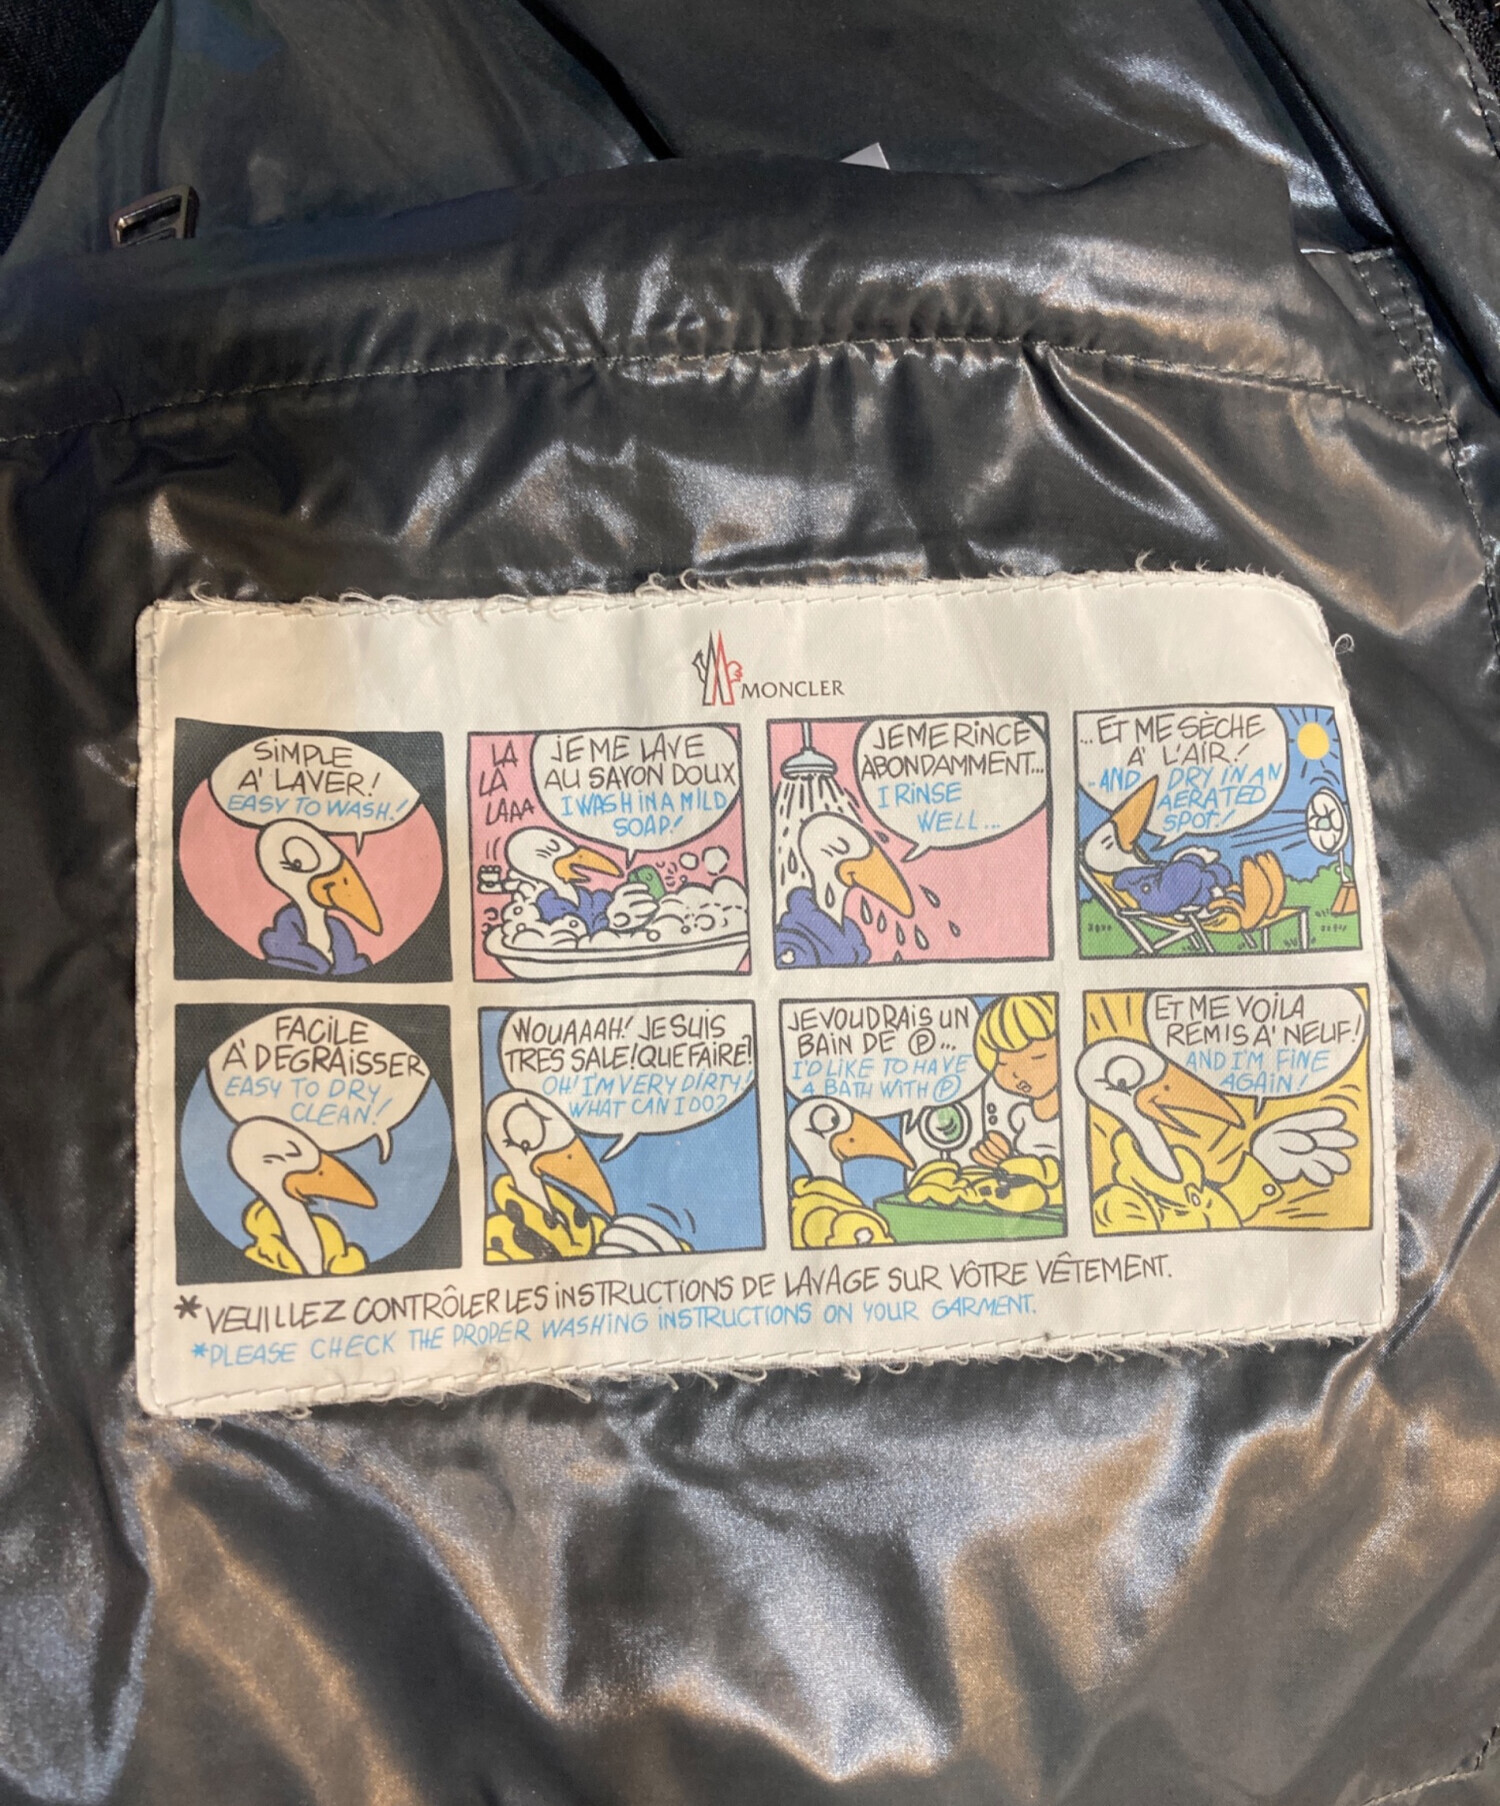 MONCLER
SiMPLE
A' LAVER!
EASY TO WASH!
LA
LA
LAAA
JE ME LAVE
AU SAVON DOUX
I WASH IN A MILD
SOAP!
JE ME RINCE
ABONDAMMENT...
I RINSE
WELL...
...ET ME SÈCHE
A' L'AIR!
..AND DRY IN AN
AERATED
SPOT!
FACILE
A' DEGRAISSER
EASY TO DRY
CLEAN!
WOUAAAH! JE SUIS
TRES SALE! QUE FAIRE?
OH! I'M VERY DIRTY!
WHAT CAN I DO?
JE VOUDRAIS UN
BAIN DE Ⓟ...
I'D LIKE TO HAVE
A BATH WITH Ⓟ
ET ME VOILA
REMIS A' NEUF!
AND I'M FINE
AGAIN!
*VEUILLEZ CONTRÔLER LES INSTRUCTIONS DE LAVAGE SUR VÔTRE VÊTEMENT.
*PLEASE CHECK THE PROPER WASHING INSTRUCTIONS ON YOUR GARMENT.